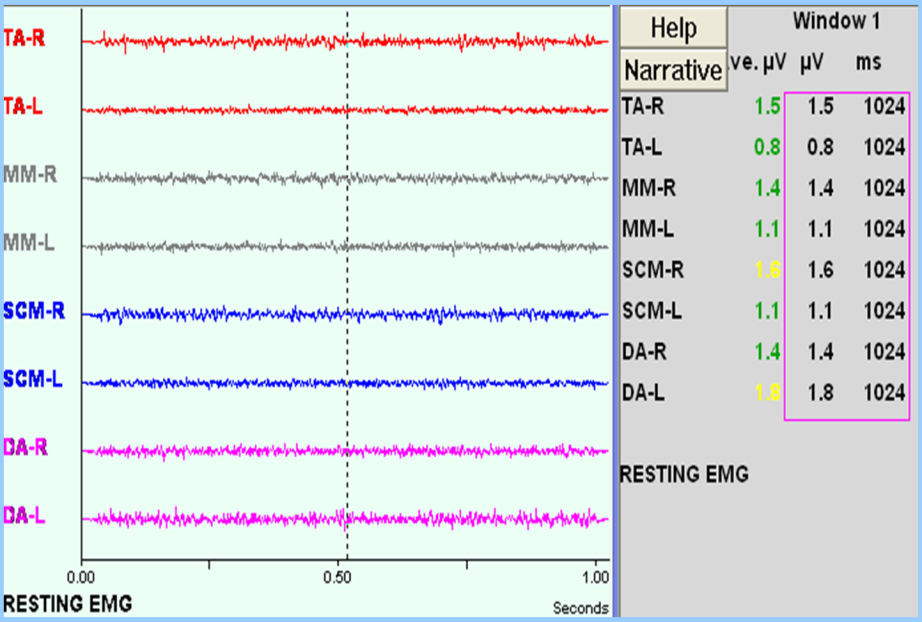 TA-R
TA-L
MM-R
MM-L
SCM-R
SCM-L
DA-R
DA-L
0.00 0.50 1.00
RESTING EMG Seconds
Help Window 1
Narrative ve. µV µV ms
TA-R 1.5 1.5 1024
TA-L 0.8 0.8 1024
MM-R 1.4 1.4 1024
MM-L 1.1 1.1 1024
SCM-R 1.6 1.6 1024
SCM-L 1.1 1.1 1024
DA-R 1.4 1.4 1024
DA-L 1.8 1.8 1024
RESTING EMG